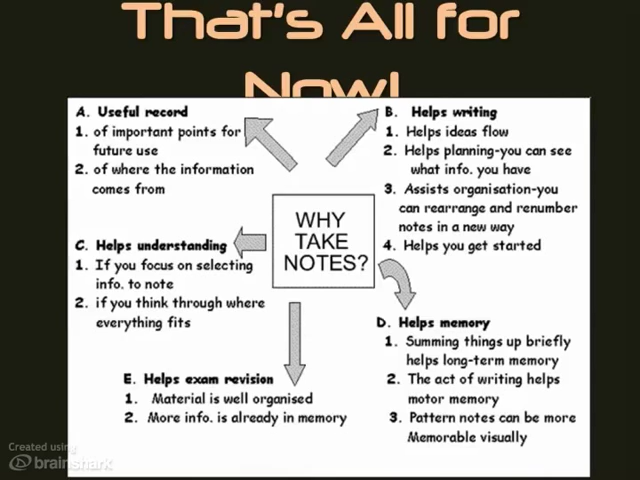 That's All for
Now!
A. Useful record
1. of important points for
future use
2. of where the information
comes from
B. Helps writing
1. Helps ideas flow
2. Helps planning-you can see
what info. you have
3. Assists organisation-you
can rearrange and renumber
notes in a new way
4. Helps you get started
WHY
TAKE
NOTES?
C. Helps understanding
1. If you focus on selecting
info. to note
2. if you think through where
everything fits
D. Helps memory
1. Summing things up briefly
helps long-term memory
2. The act of writing helps
motor memory
3. Pattern notes can be more
Memorable visually
E. Helps exam revision
1. Material is well organised
2. More info. is already in memory
Created using
brainshark